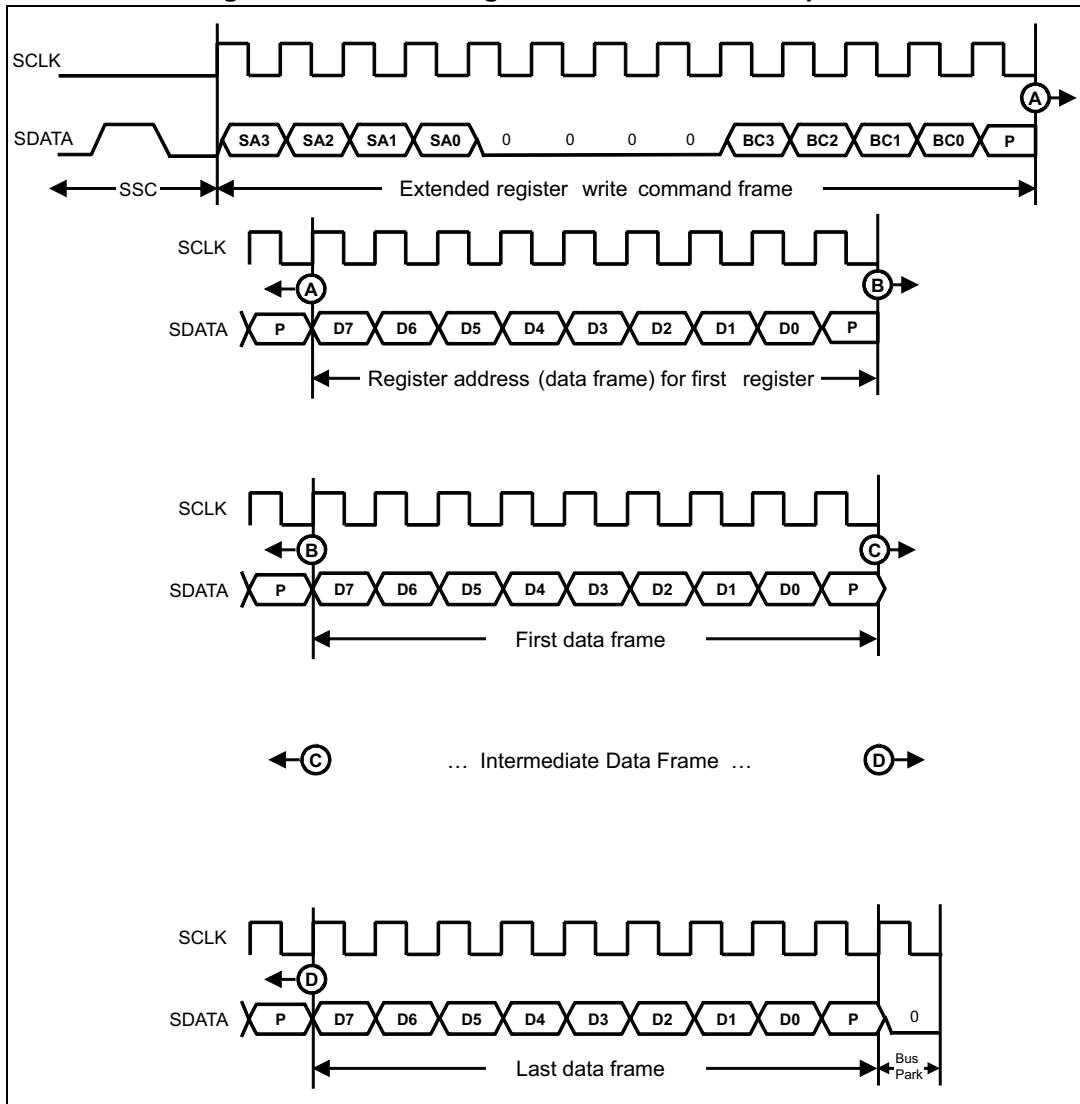 SCLK
A
SDATA SA3 SA2 SA1 SA0 0 0 0 0 BC3 BC2 BC1 BC0 P
SSC Extended register write command frame
SCLK
A B
SDATA P D7 D6 D5 D4 D3 D2 D1 D0 P
Register address (data frame) for first register
SCLK
B C
SDATA P D7 D6 D5 D4 D3 D2 D1 D0 P
First data frame
C ... Intermediate Data Frame ... D
SCLK
D
SDATA P D7 D6 D5 D4 D3 D2 D1 D0 P 0
Last data frame Bus
Park